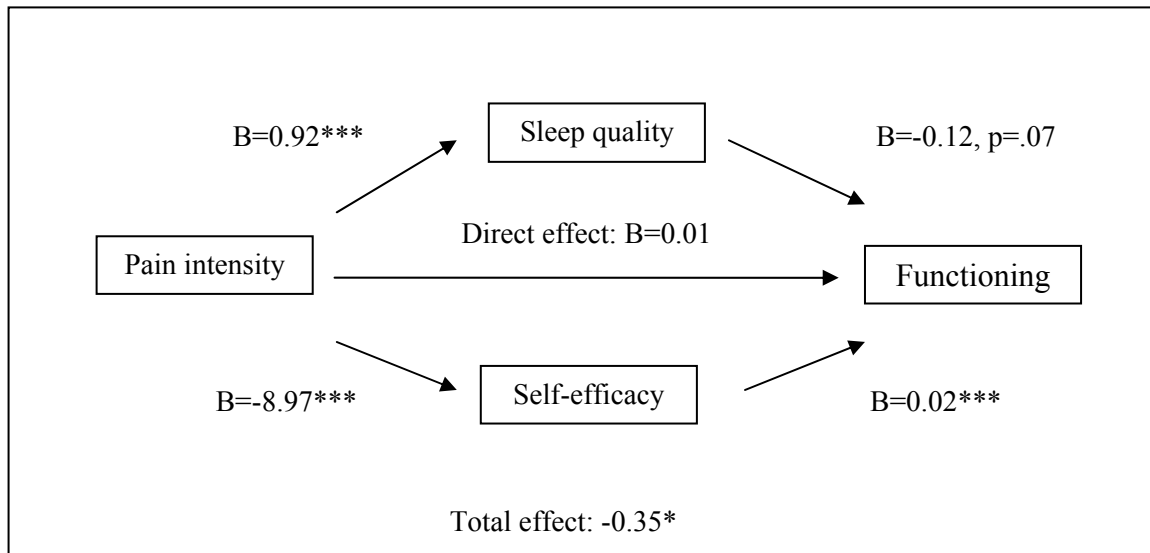 B=0.92***
Sleep quality
B=-0.12, p=.07
Direct effect: B=0.01
Pain intensity
Functioning
B=-8.97***
Self-efficacy
B=0.02***
Total effect: -0.35*